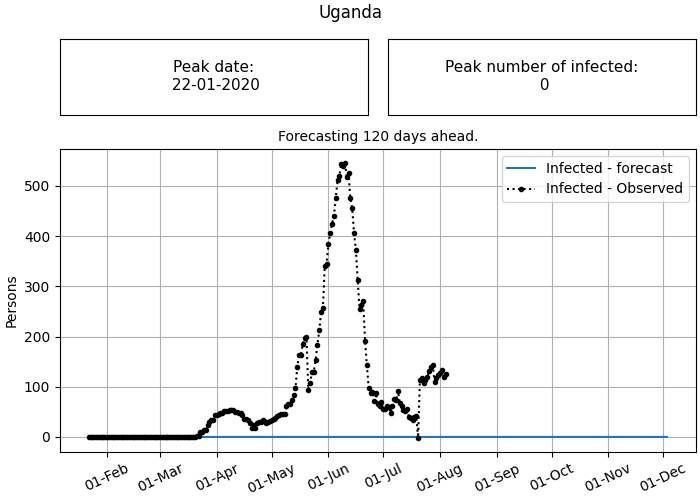 Uganda
Peak date:
22-01-2020
Peak number of infected:
0
Forecasting 120 days ahead.
Infected - forecast
Infected - Observed
Persons
500
400
300
200
100
0
01-Feb
01-Mar
01-Apr
01-May
01-Jun
01-Jul
01-Aug
01-Sep
01-Oct
01-Nov
01-Dec